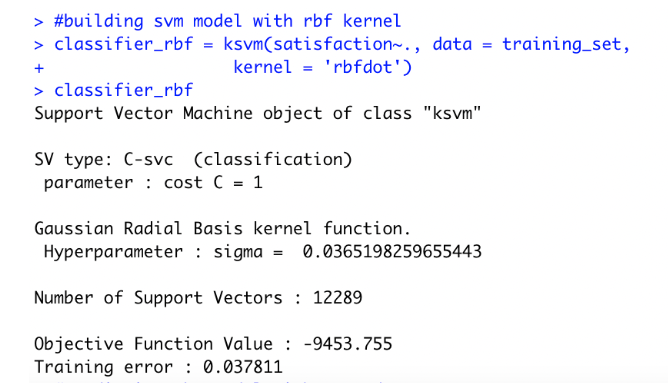 > #building svm model with rbf kernel
> classifier_rbf = ksvm(satisfaction~., data = training_set,
+                  kernel = 'rbfdot')
> classifier_rbf
Support Vector Machine object of class "ksvm"

SV type: C-svc  (classification)
 parameter : cost C = 1

Gaussian Radial Basis kernel function.
 Hyperparameter : sigma =  0.0365198259655443

Number of Support Vectors : 12289

Objective Function Value : -9453.755
Training error : 0.037811